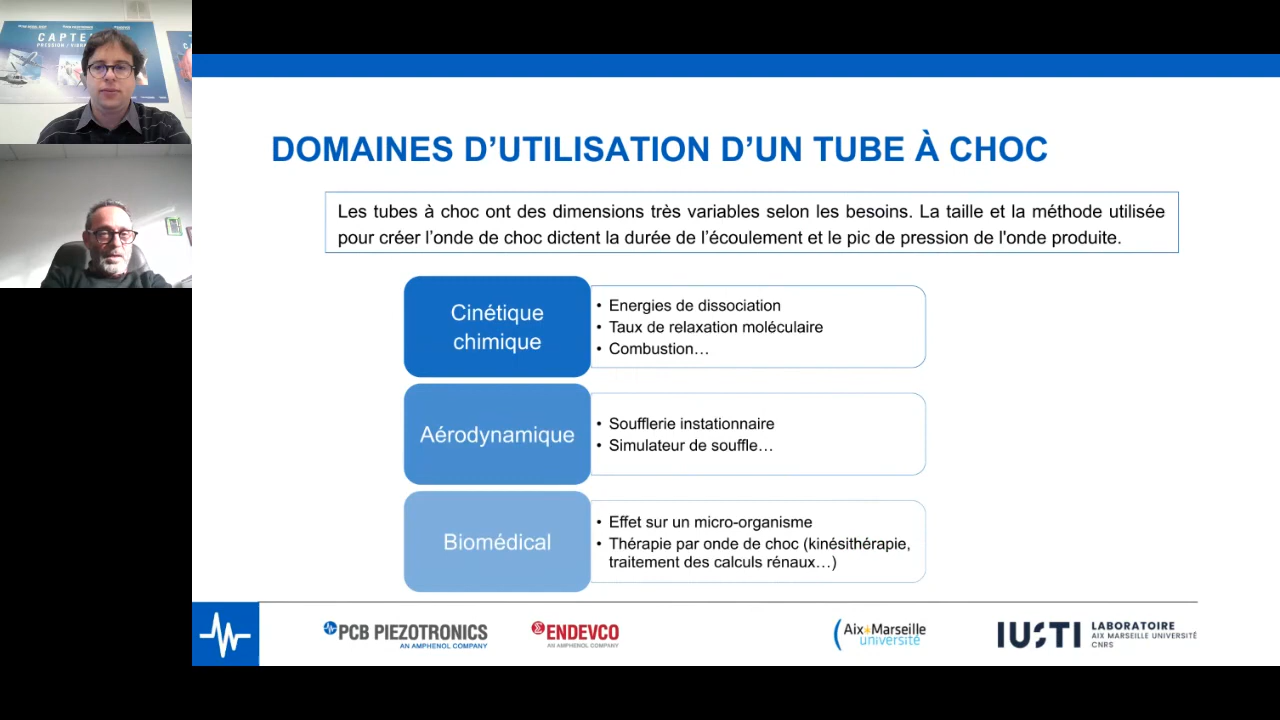 CAPTE
PRESSION / VIBR
DOMAINES D’UTILISATION D’UN TUBE À CHOC
Les tubes à choc ont des dimensions très variables selon les besoins. La taille et la méthode utilisée
pour créer l’onde de choc dictent la durée de l’écoulement et le pic de pression de l'onde produite.
Cinétique
chimique
• Energies de dissociation
• Taux de relaxation moléculaire
• Combustion…
Aérodynamique
• Soufflerie instationnaire
• Simulateur de souffle…
Biomédical
• Effet sur un micro-organisme
• Thérapie par onde de choc (kinésithérapie,
traitement des calculs rénaux…)
PCB PIEZOTRONICS
AN AMPHENOL COMPANY
ENDEVCO
AN AMPHENOL COMPANY
Aix Marseille
université
IUSTI
LABORATOIRE
AIX MARSEILLE UNIVERSITÉ
CNRS